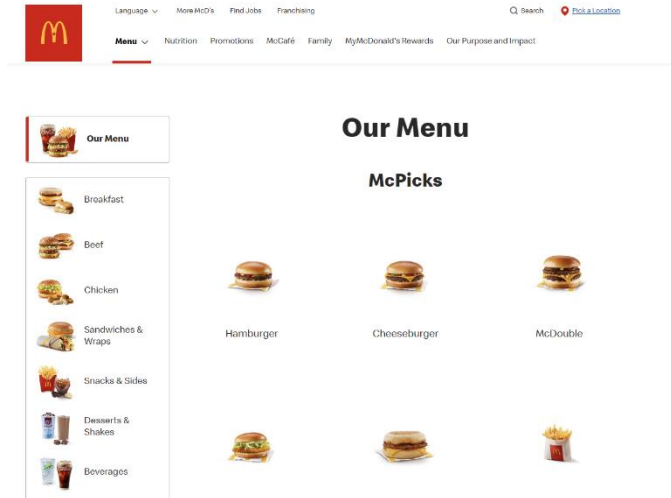 Language More McD's Find Jobs Franchising Search Pick a Location
Menu Nutrition Promotions McCafé Family MyMcDonald's Rewards Our Purpose and Impact
Our Menu
Our Menu
McPicks
Breakfast
Beef
Chicken
Sandwiches &
Wraps
Snacks & Sides
Desserts &
Shakes
Beverages
Hamburger Cheeseburger McDouble